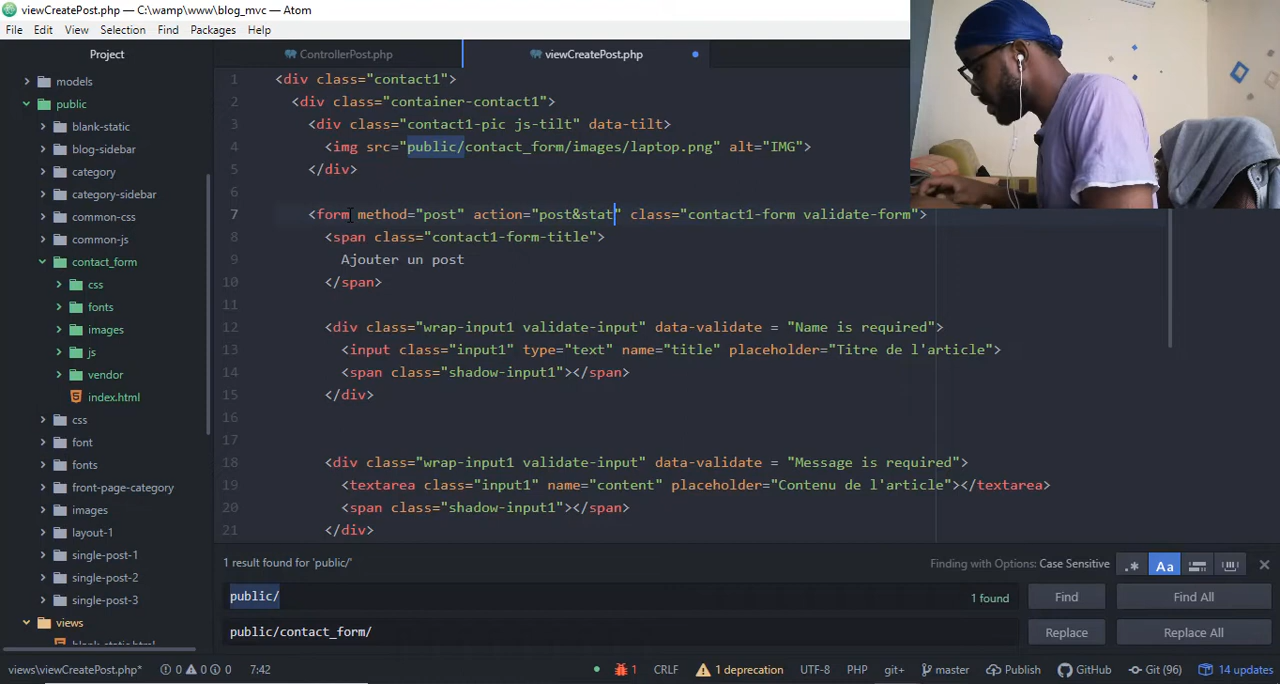 viewCreatePost.php — C:\wamp\www\blog_mvc — Atom
File Edit View Selection Find Packages Help
Project
ControllerPost.php
viewCreatePost.php
models
public
blank-static
blog-sidebar
category
category-sidebar
common-css
common-js
contact_form
css
fonts
images
js
vendor
index.html
css
font
fonts
front-page-category
images
layout-1
single-post-1
single-post-2
single-post-3
views
blank-static.html
1 <div class="contact1">
2 <div class="container-contact1">
3 <div class="contact1-pic js-tilt" data-tilt>
4 <img src="public/contact_form/images/laptop.png" alt="IMG">
5 </div>
6
7 <form method="post" action="post&stat" class="contact1-form validate-form">
8 <span class="contact1-form-title">
9 Ajouter un post
10 </span>
11
12 <div class="wrap-input1 validate-input" data-validate = "Name is required">
13 <input class="input1" type="text" name="title" placeholder="Titre de l'article">
14 <span class="shadow-input1"></span>
15 </div>
16
17
18 <div class="wrap-input1 validate-input" data-validate = "Message is required">
19 <textarea class="input1" name="content" placeholder="Contenu de l'article"></textarea>
20 <span class="shadow-input1"></span>
21 </div>
1 result found for 'public/'
Finding with Options: Case Sensitive
.* Aa
public/
1 found
Find
Find All
public/contact_form/
Replace
Replace All
views\viewCreatePost.php* 0 0 0 7:42
1 CRLF 1 deprecation UTF-8 PHP git+ master Publish GitHub Git (96) 14 updates